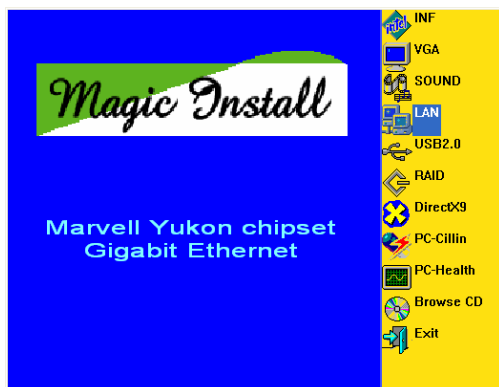 Magic Install
Marvell Yukon chipset
Gigabit Ethernet
intel
INF
VGA
SOUND
LAN
USB2.0
RAID
DirectX9
PC-Cillin
PC-Health
Browse CD
Exit